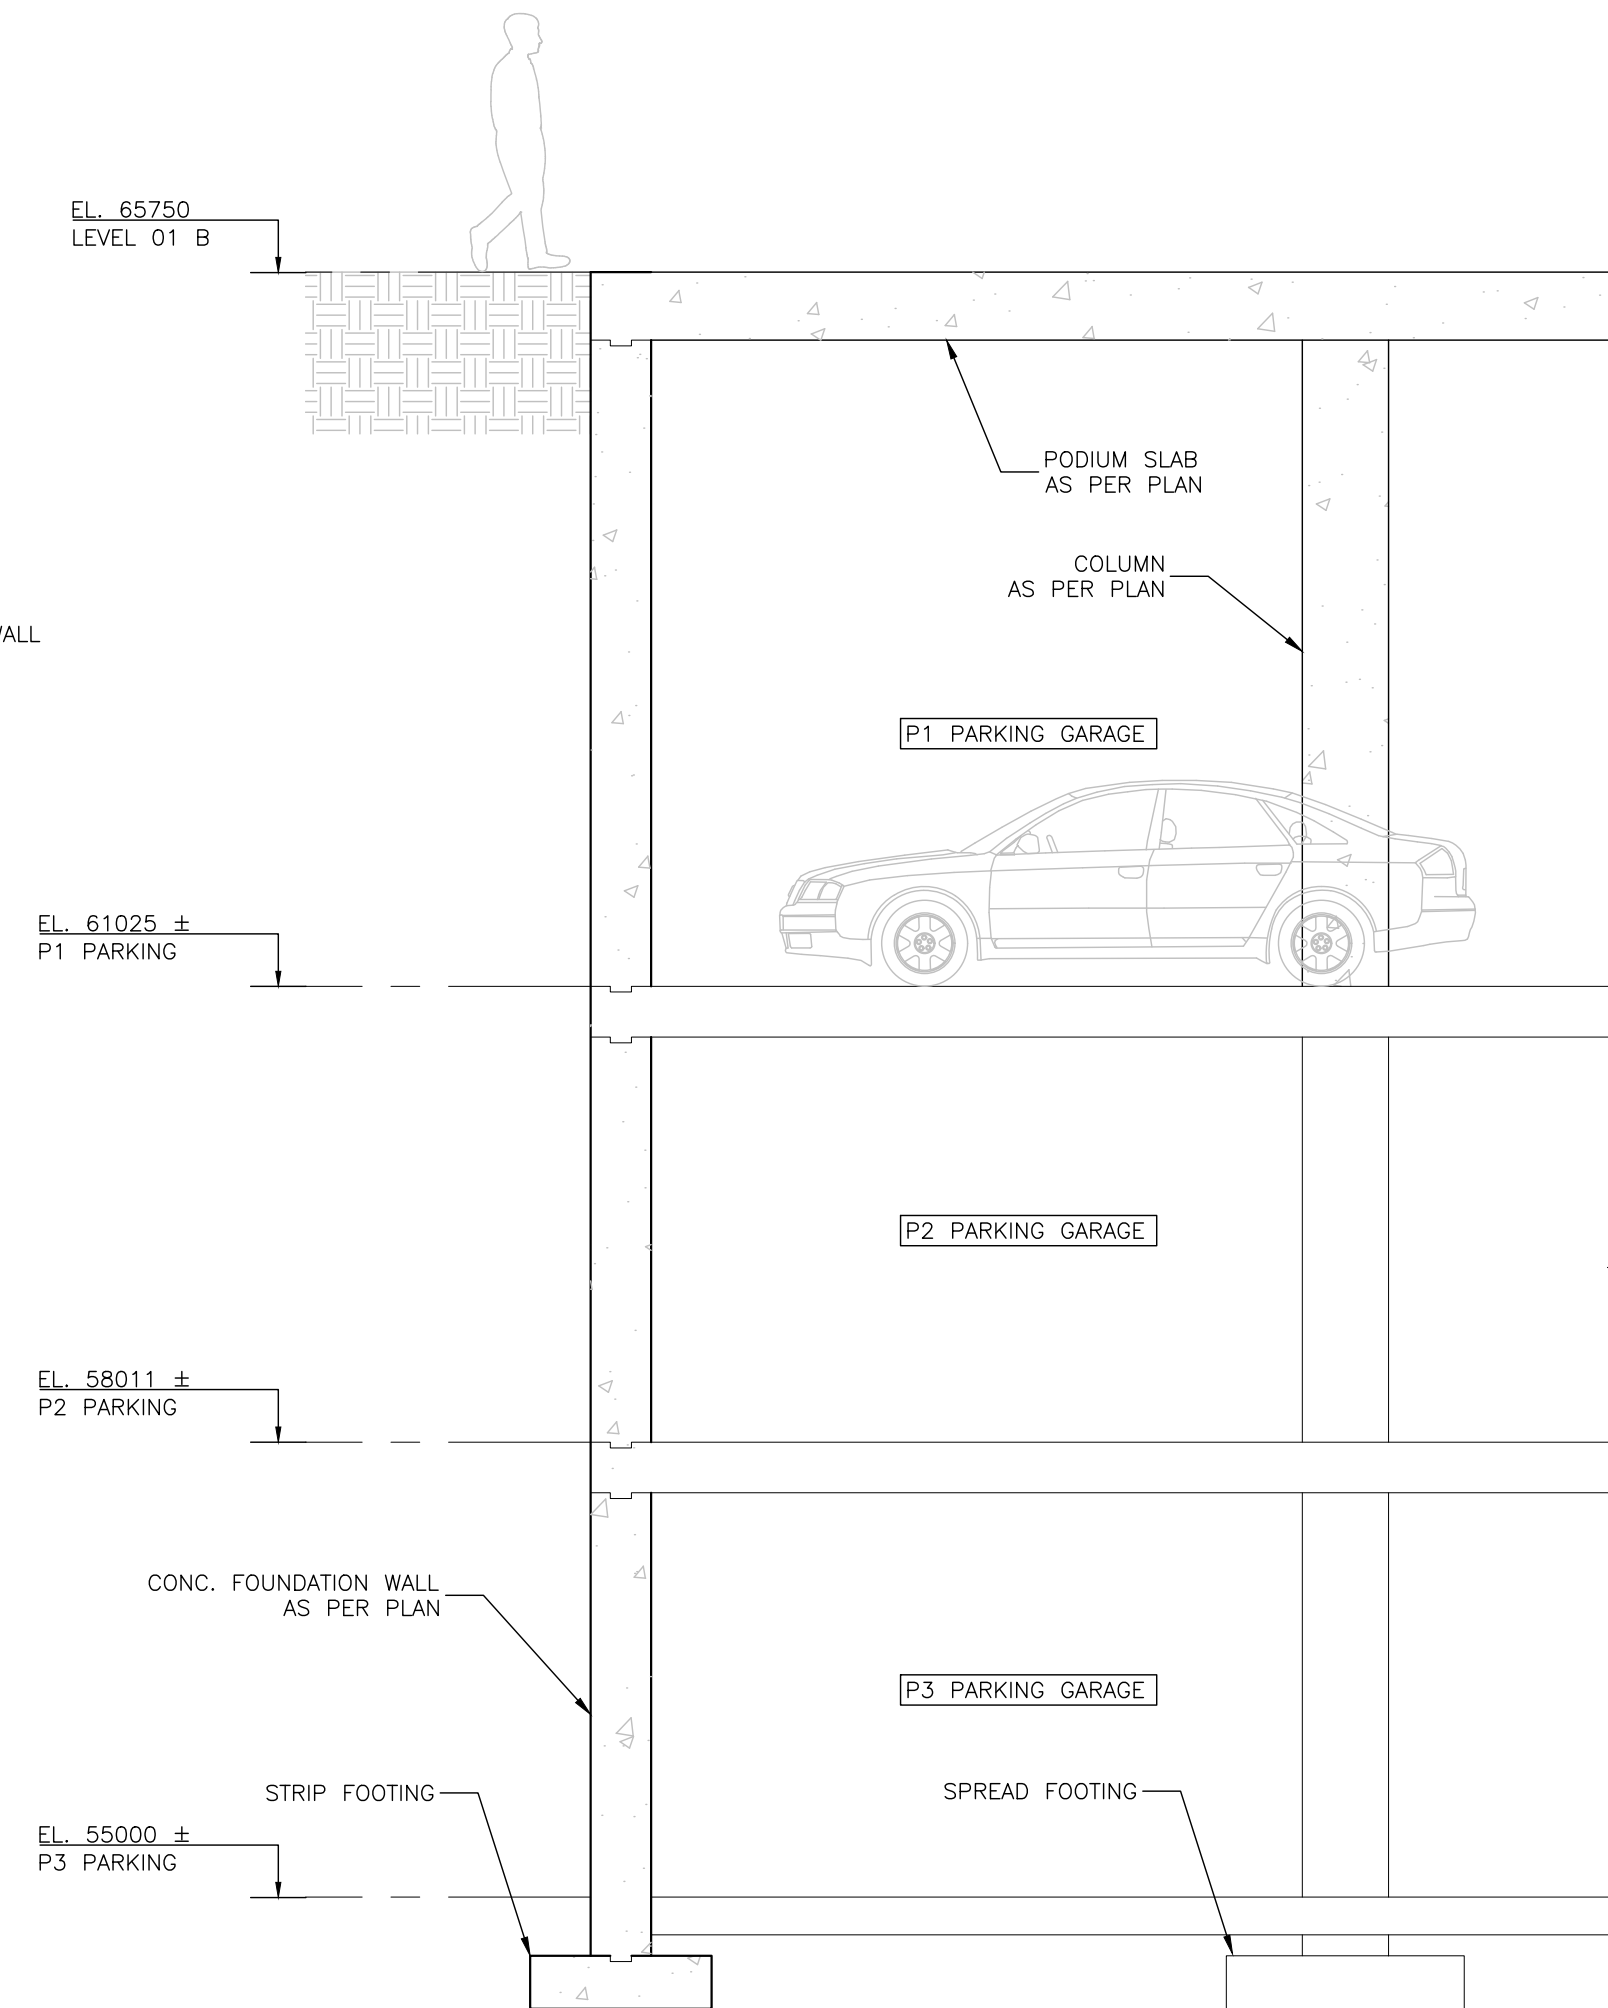 EL. 65750
LEVEL 01 B
PODIUM SLAB
AS PER PLAN
COLUMN
AS PER PLAN
WALL
P1 PARKING GARAGE
EL. 61025 ±
P1 PARKING
P2 PARKING GARAGE
EL. 58011 ±
P2 PARKING
CONC. FOUNDATION WALL
AS PER PLAN
P3 PARKING GARAGE
STRIP FOOTING
SPREAD FOOTING
EL. 55000 ±
P3 PARKING